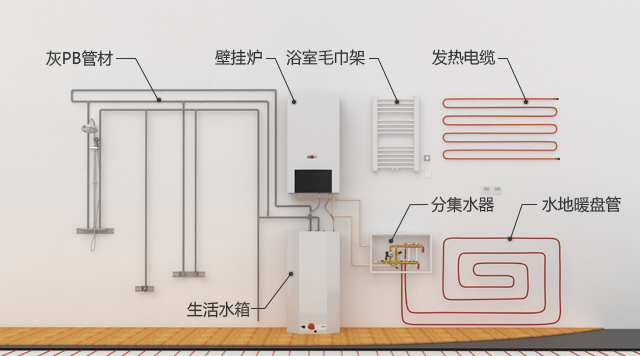 灰PB管材
壁挂炉
浴室毛巾架
发热电缆
分集水器
水地暖盘管
生活水箱